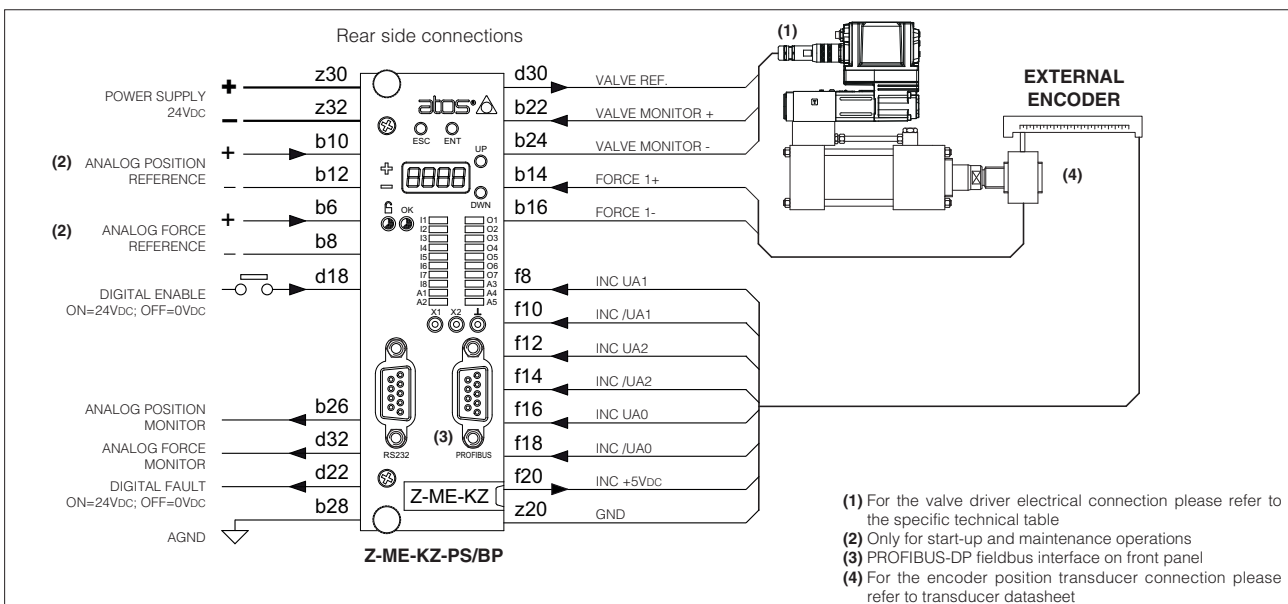 Rear side connections
(1)
EXTERNAL
ENCODER
POWER SUPPLY
24VDC
+
z30
−
z32
(2) ANALOG POSITION
REFERENCE
+
b10
−
b12
(2) ANALOG FORCE
REFERENCE
+
b6
−
b8
DIGITAL ENABLE
ON=24VDC; OFF=0VDC
d18
ANALOG POSITION
MONITOR
b26
ANALOG FORCE
MONITOR
d32
DIGITAL FAULT
ON=24VDC; OFF=0VDC
d22
AGND
b28
atos®
ESC ENT
UP
+
−
8888
DWN
OK
I1 O1
I2 O2
I3 O3
I4 O4
I5 O5
I6 O6
I7 O7
I8 A3
A1 A4
A2 A5
X1 X2
(3)
RS232 PROFIBUS
Z-ME-KZ
Z-ME-KZ-PS/BP
d30 VALVE REF.
b22 VALVE MONITOR +
b24 VALVE MONITOR -
b14 FORCE 1+
b16 FORCE 1-
f8 INC UA1
f10 INC /UA1
f12 INC UA2
f14 INC /UA2
f16 INC UA0
f18 INC /UA0
f20 INC +5VDC
z20 GND
(4)
(1) For the valve driver electrical connection please refer to
the specific technical table
(2) Only for start-up and maintenance operations
(3) PROFIBUS-DP fieldbus interface on front panel
(4) For the encoder position transducer connection please
refer to transducer datasheet